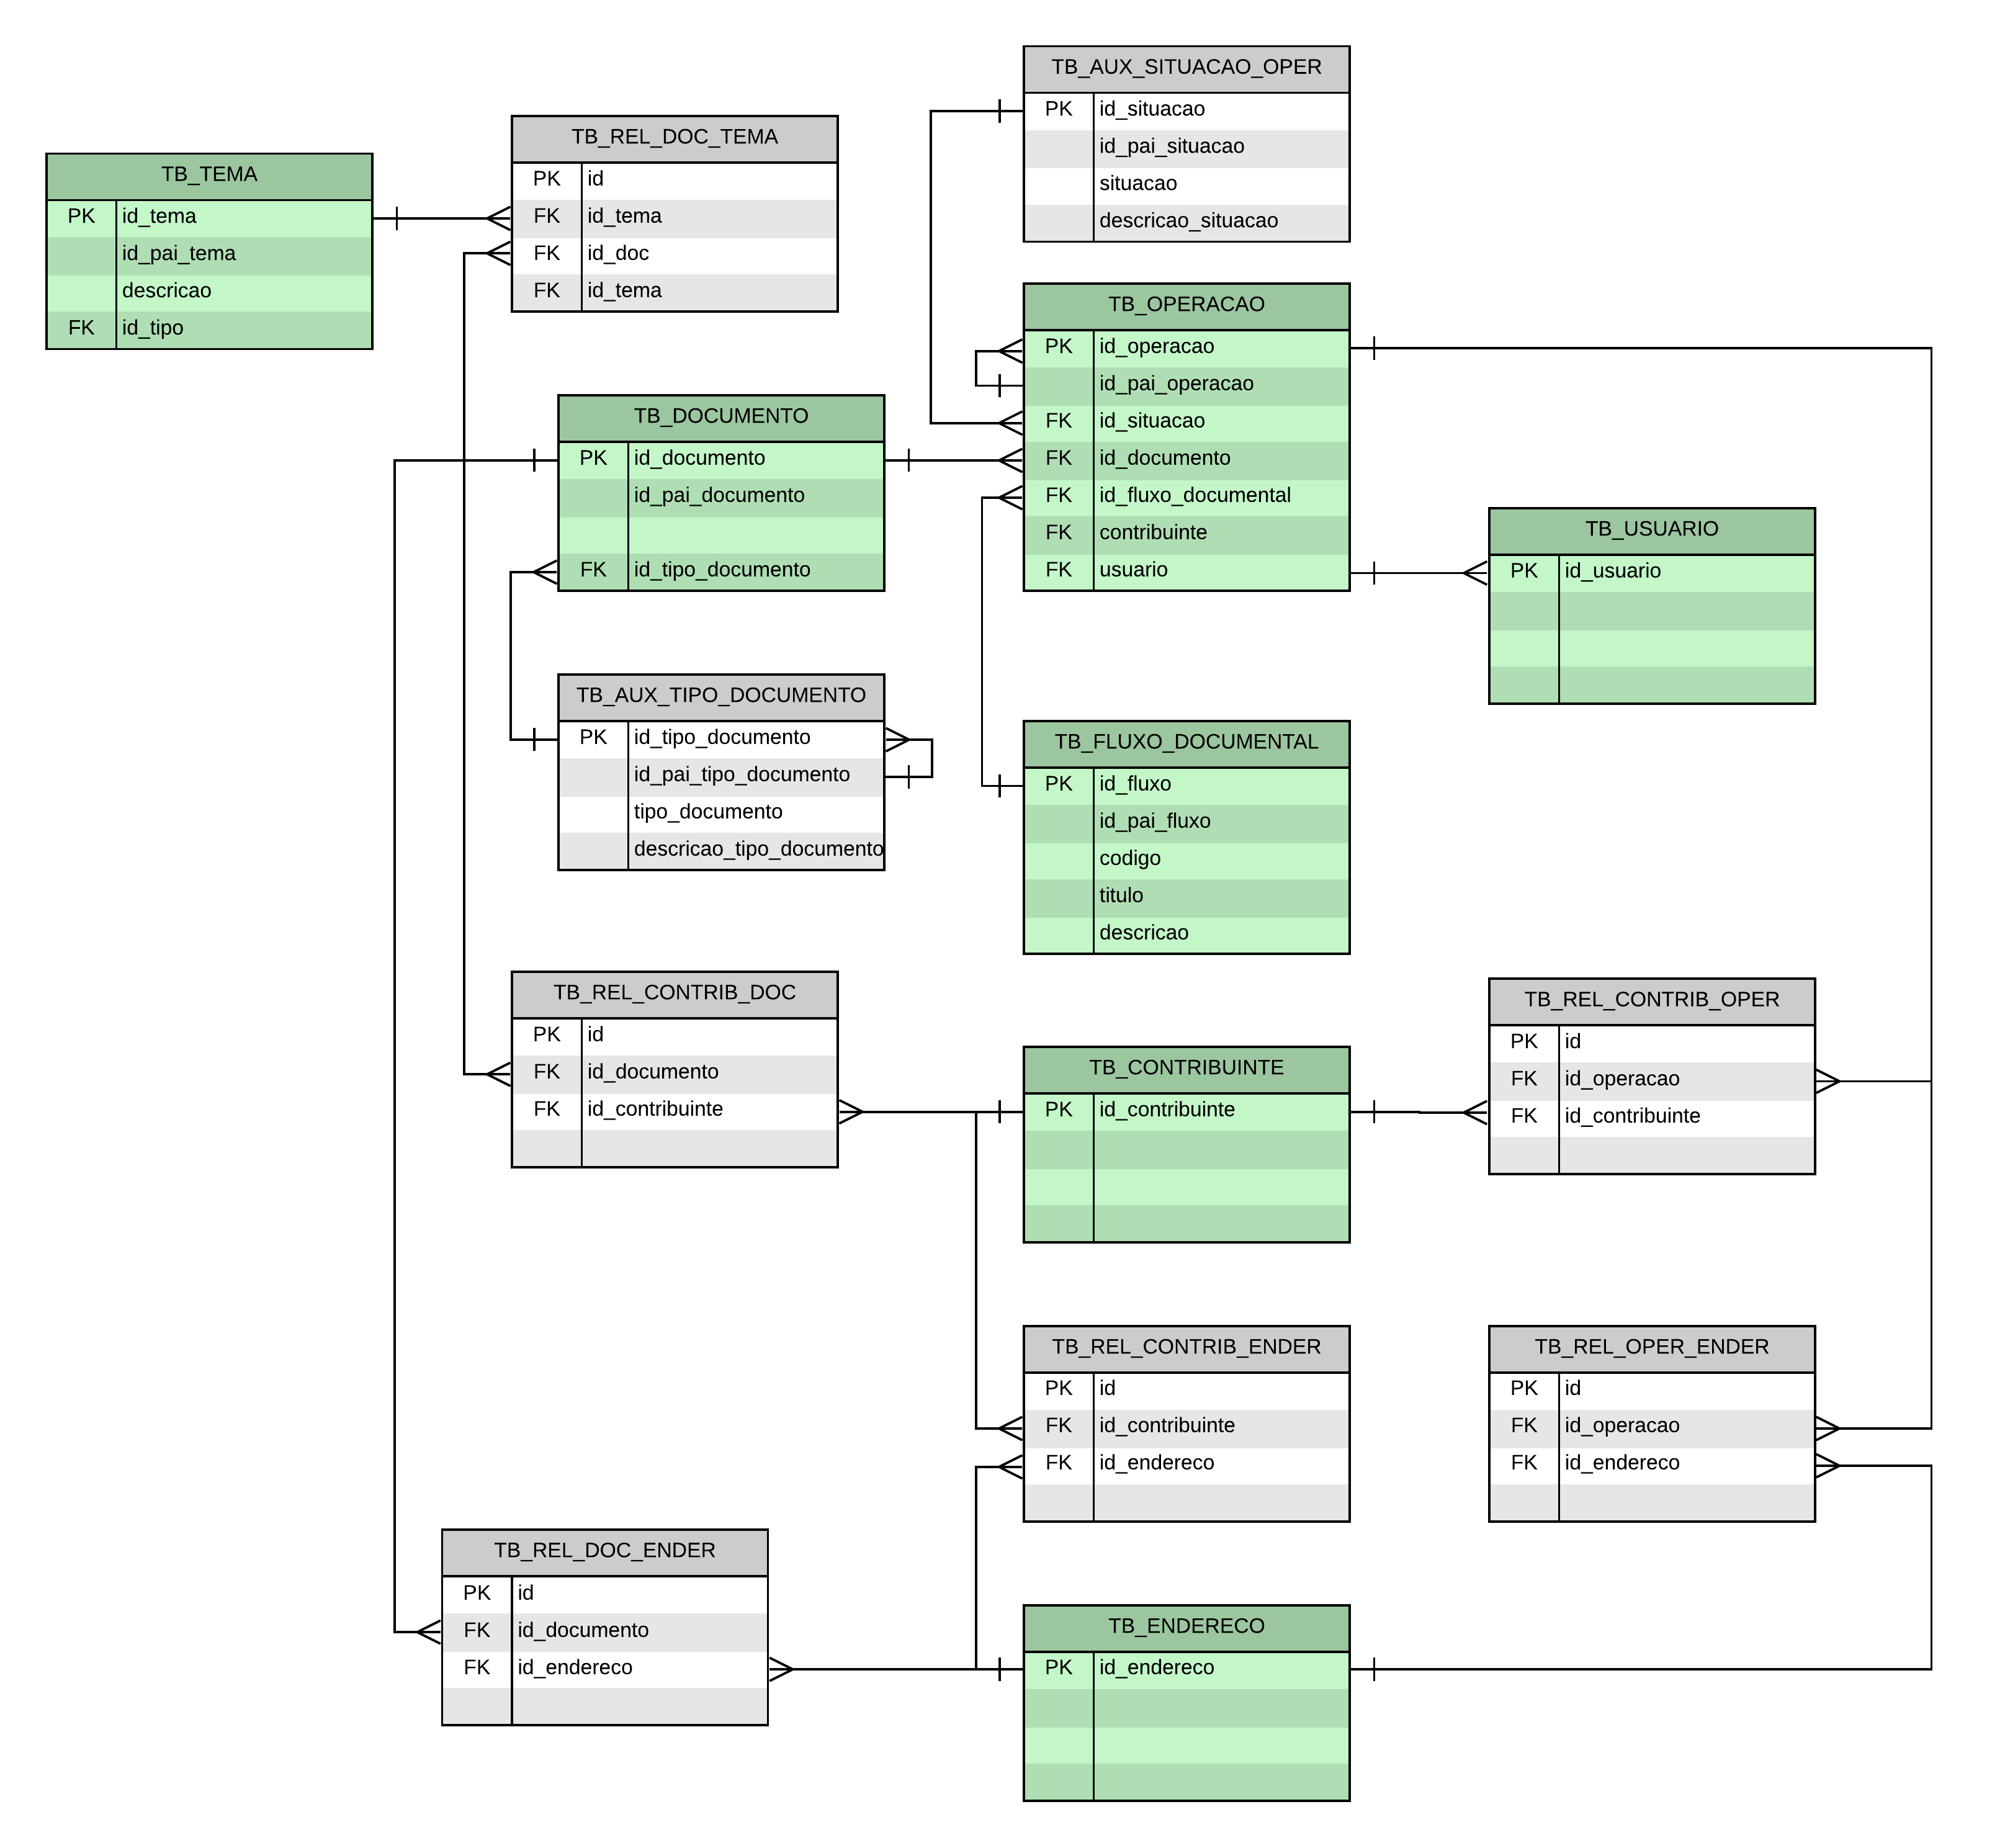 TB_AUX_SITUACAO_OPER
PK id_situacao
id_pai_situacao
situacao
descricao_situacao
TB_REL_DOC_TEMA
PK id
FK id_tema
FK id_doc
FK id_tema
TB_TEMA
PK id_tema
id_pai_tema
descricao
FK id_tipo
TB_OPERACAO
PK id_operacao
id_pai_operacao
FK id_situacao
FK id_documento
FK id_fluxo_documental
FK contribuinte
FK usuario
TB_DOCUMENTO
PK id_documento
id_pai_documento
FK id_tipo_documento
TB_USUARIO
PK id_usuario
TB_AUX_TIPO_DOCUMENTO
PK id_tipo_documento
id_pai_tipo_documento
tipo_documento
descricao_tipo_documento
TB_FLUXO_DOCUMENTAL
PK id_fluxo
id_pai_fluxo
codigo
titulo
descricao
TB_REL_CONTRIB_DOC
PK id
FK id_documento
FK id_contribuinte
TB_CONTRIBUINTE
PK id_contribuinte
TB_REL_CONTRIB_OPER
PK id
FK id_operacao
FK id_contribuinte
TB_REL_CONTRIB_ENDER
PK id
FK id_contribuinte
FK id_endereco
TB_REL_OPER_ENDER
PK id
FK id_operacao
FK id_endereco
TB_REL_DOC_ENDER
PK id
FK id_documento
FK id_endereco
TB_ENDERECO
PK id_endereco